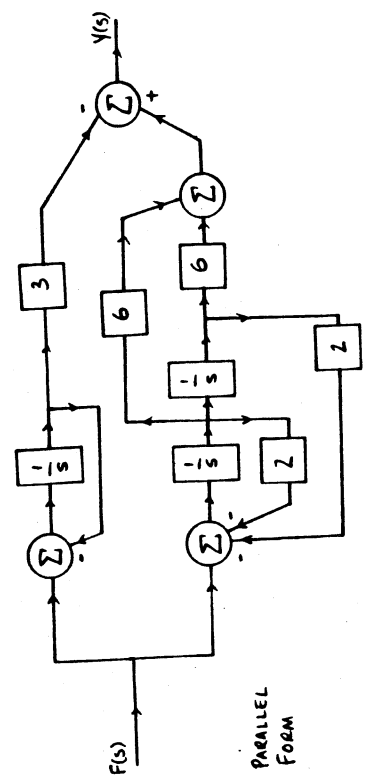 F(s)
Σ
-
1/s
3
-
Y(s)
Σ
+
6
Σ
Σ
-
-
1/s
1/s
6
2
2
PARALLEL
FORM